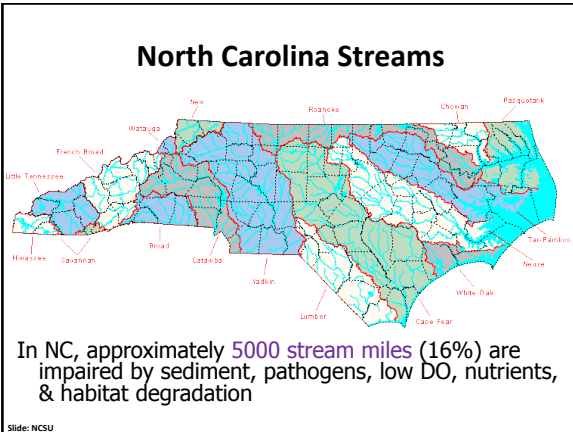 North Carolina Streams
New
Roanoke
Chowan
Pasquotank
Watauga
French Broad
Little Tennessee
Hiwassee
Savannah
Broad
Catawba
Yadkin
Lumber
Cape Fear
White Oak
Neuse
Tar-Pamlico
In NC, approximately 5000 stream miles (16%) are
impaired by sediment, pathogens, low DO, nutrients,
& habitat degradation
Slide: NCSU